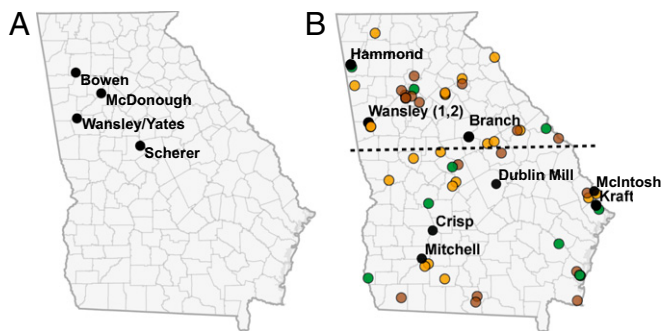 A
Bowen
McDonough
Wansley/Yates
Scherer
B
Hammond
Wansley (1,2)
Branch
Dublin Mill
McIntosh
Kraft
Crisp
Mitchell